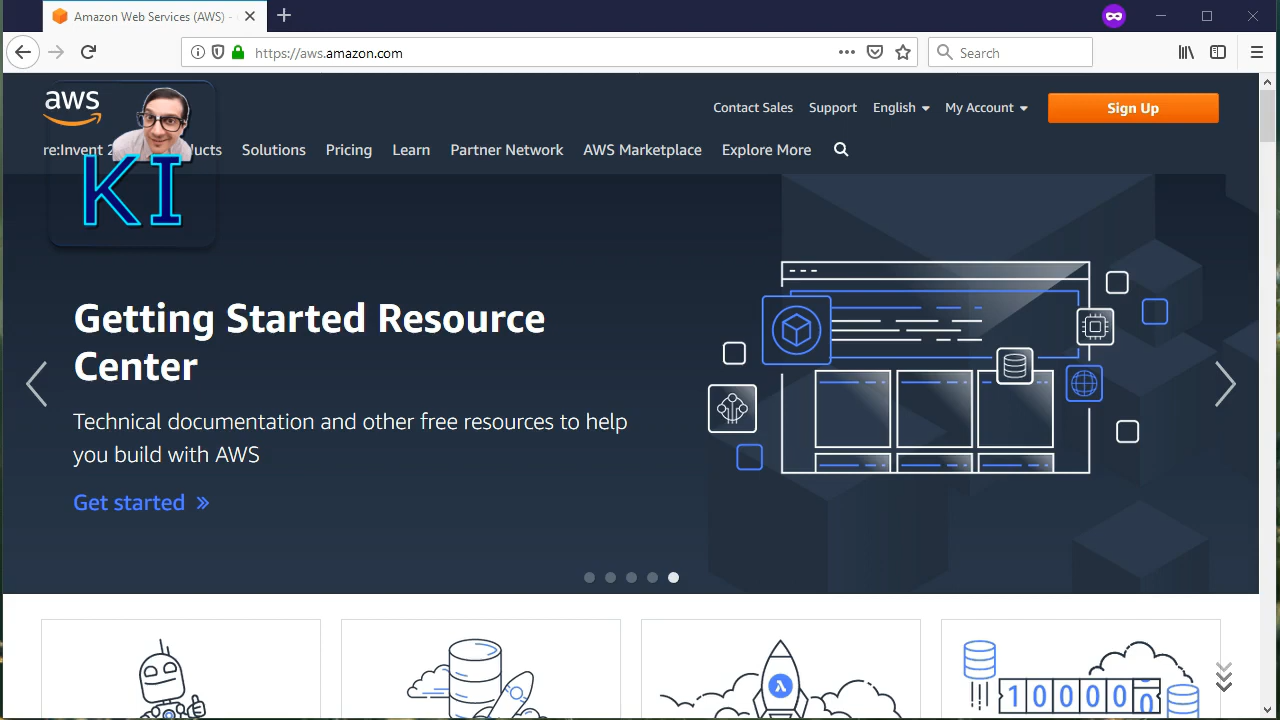 Amazon Web Services (AWS) -
https://aws.amazon.com
Search
aws
Contact Sales Support English My Account Sign Up
re:Invent 2 ucts Solutions Pricing Learn Partner Network AWS Marketplace Explore More
KI
Getting Started Resource
Center
Technical documentation and other free resources to help
you build with AWS
Get started »
100000